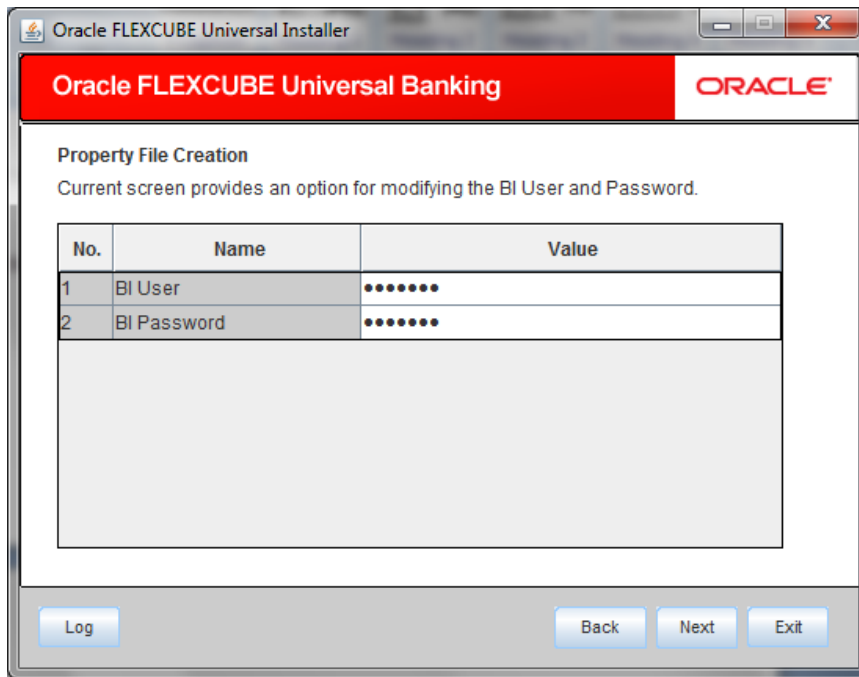 Oracle FLEXCUBE Universal Installer
Oracle FLEXCUBE Universal Banking
ORACLE
Property File Creation
Current screen provides an option for modifying the BI User and Password.
No. Name Value
1 BI User •••••••
2 BI Password •••••••
Log Back Next Exit